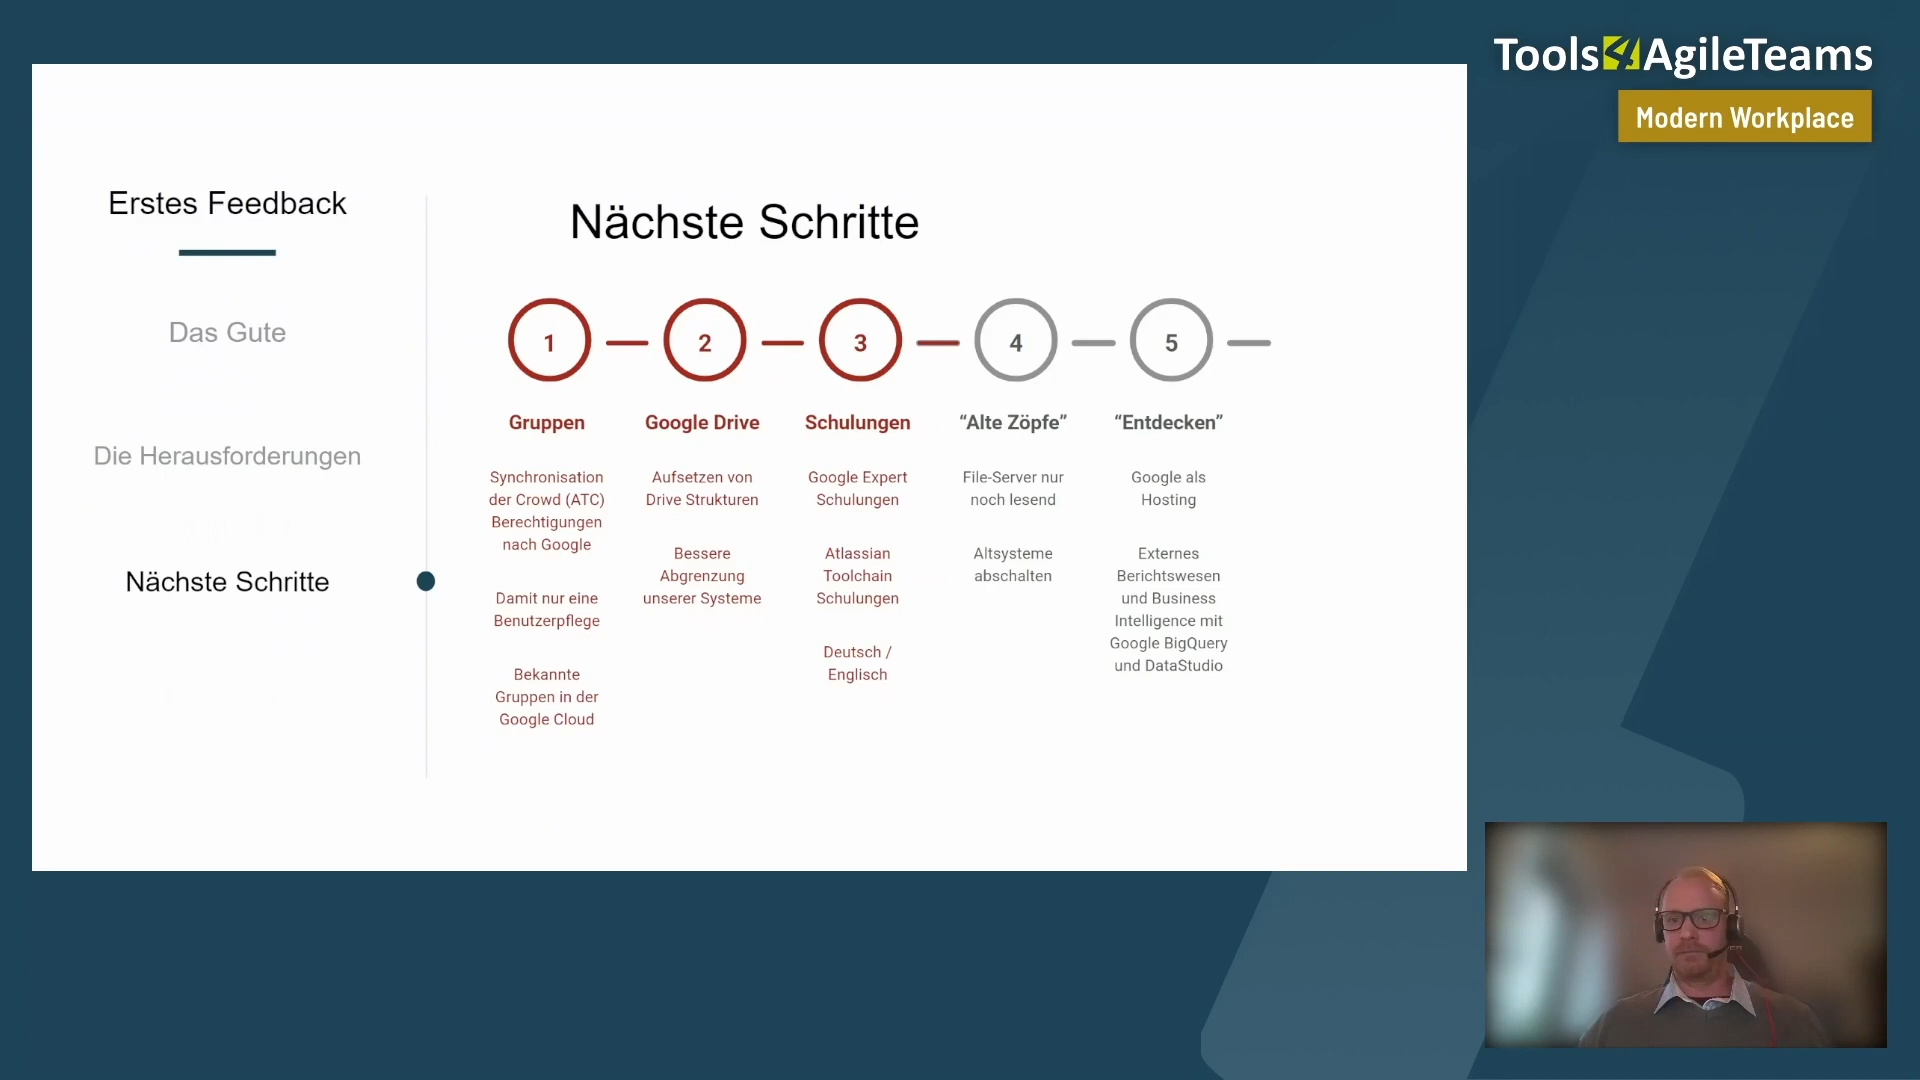 Tools4AgileTeams
Modern Workplace
Erstes Feedback
Das Gute
Die Herausforderungen
Nächste Schritte
Nächste Schritte
1
2
3
4
5
Gruppen
Synchronisation
der Crowd (ATC)
Berechtigungen
nach Google
Damit nur eine
Benutzerpflege
Bekannte
Gruppen in der
Google Cloud
Google Drive
Aufsetzen von
Drive Strukturen
Bessere
Abgrenzung
unserer Systeme
Schulungen
Google Expert
Schulungen
Atlassian
Toolchain
Schulungen
Deutsch /
Englisch
“Alte Zöpfe”
File-Server nur
noch lesend
Altsysteme
abschalten
“Entdecken”
Google als
Hosting
Externes
Berichtswesen
und Business
Intelligence mit
Google BigQuery
und DataStudio